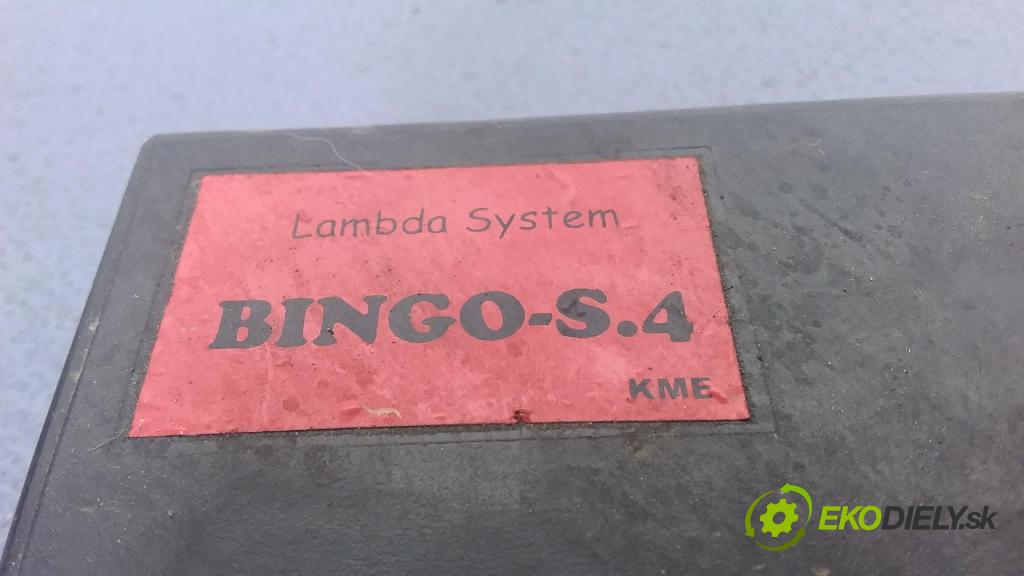 Lambda System
BINGO-S.4
KME
EKODIELY.sk